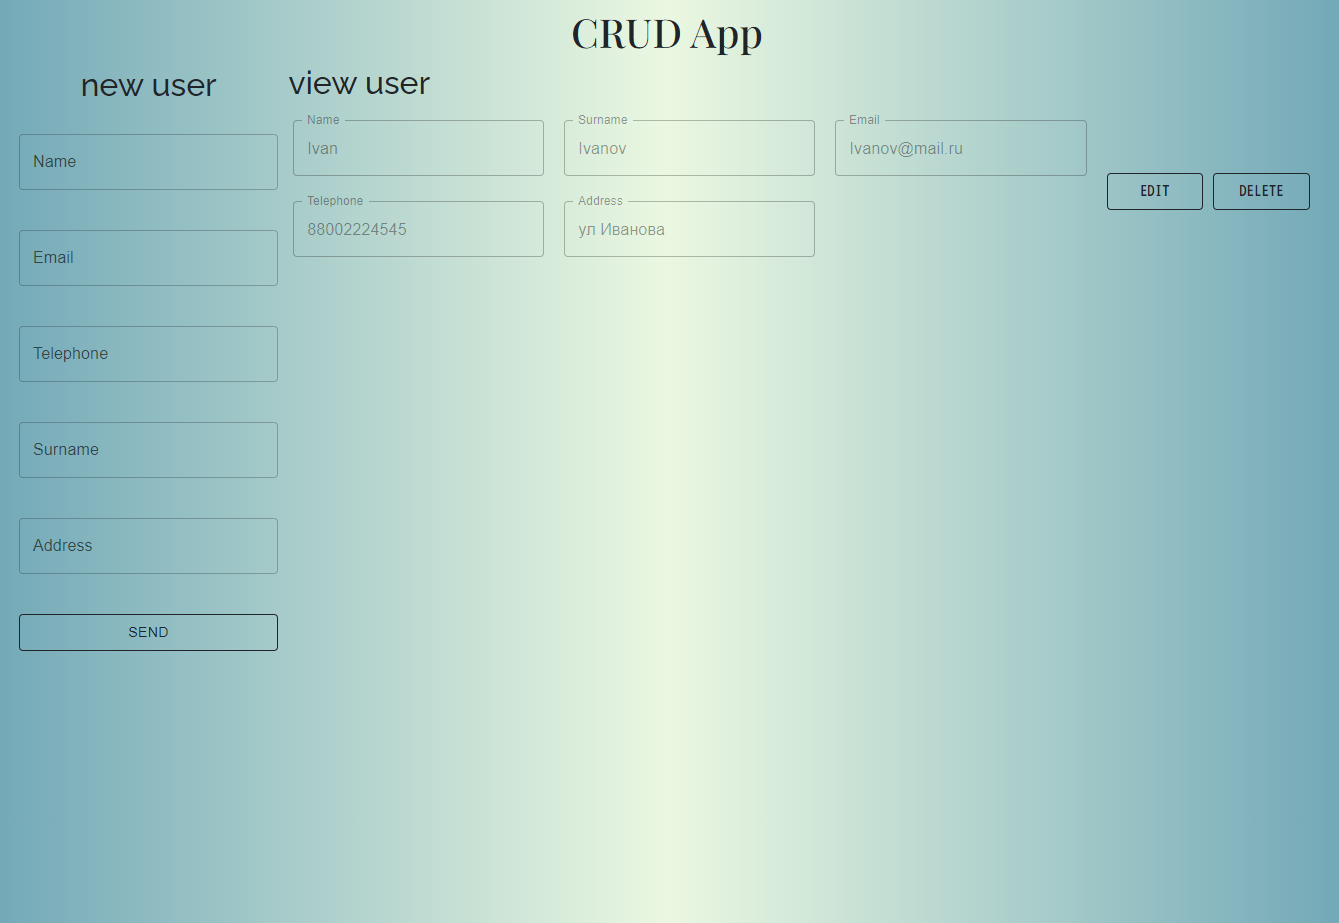 CRUD App
new user
Name
Email
Telephone
Surname
Address
SEND
view user
Name
Ivan
Surname
Ivanov
Email
Ivanov@mail.ru
Telephone
88002224545
Address
ул Иванова
EDIT
DELETE